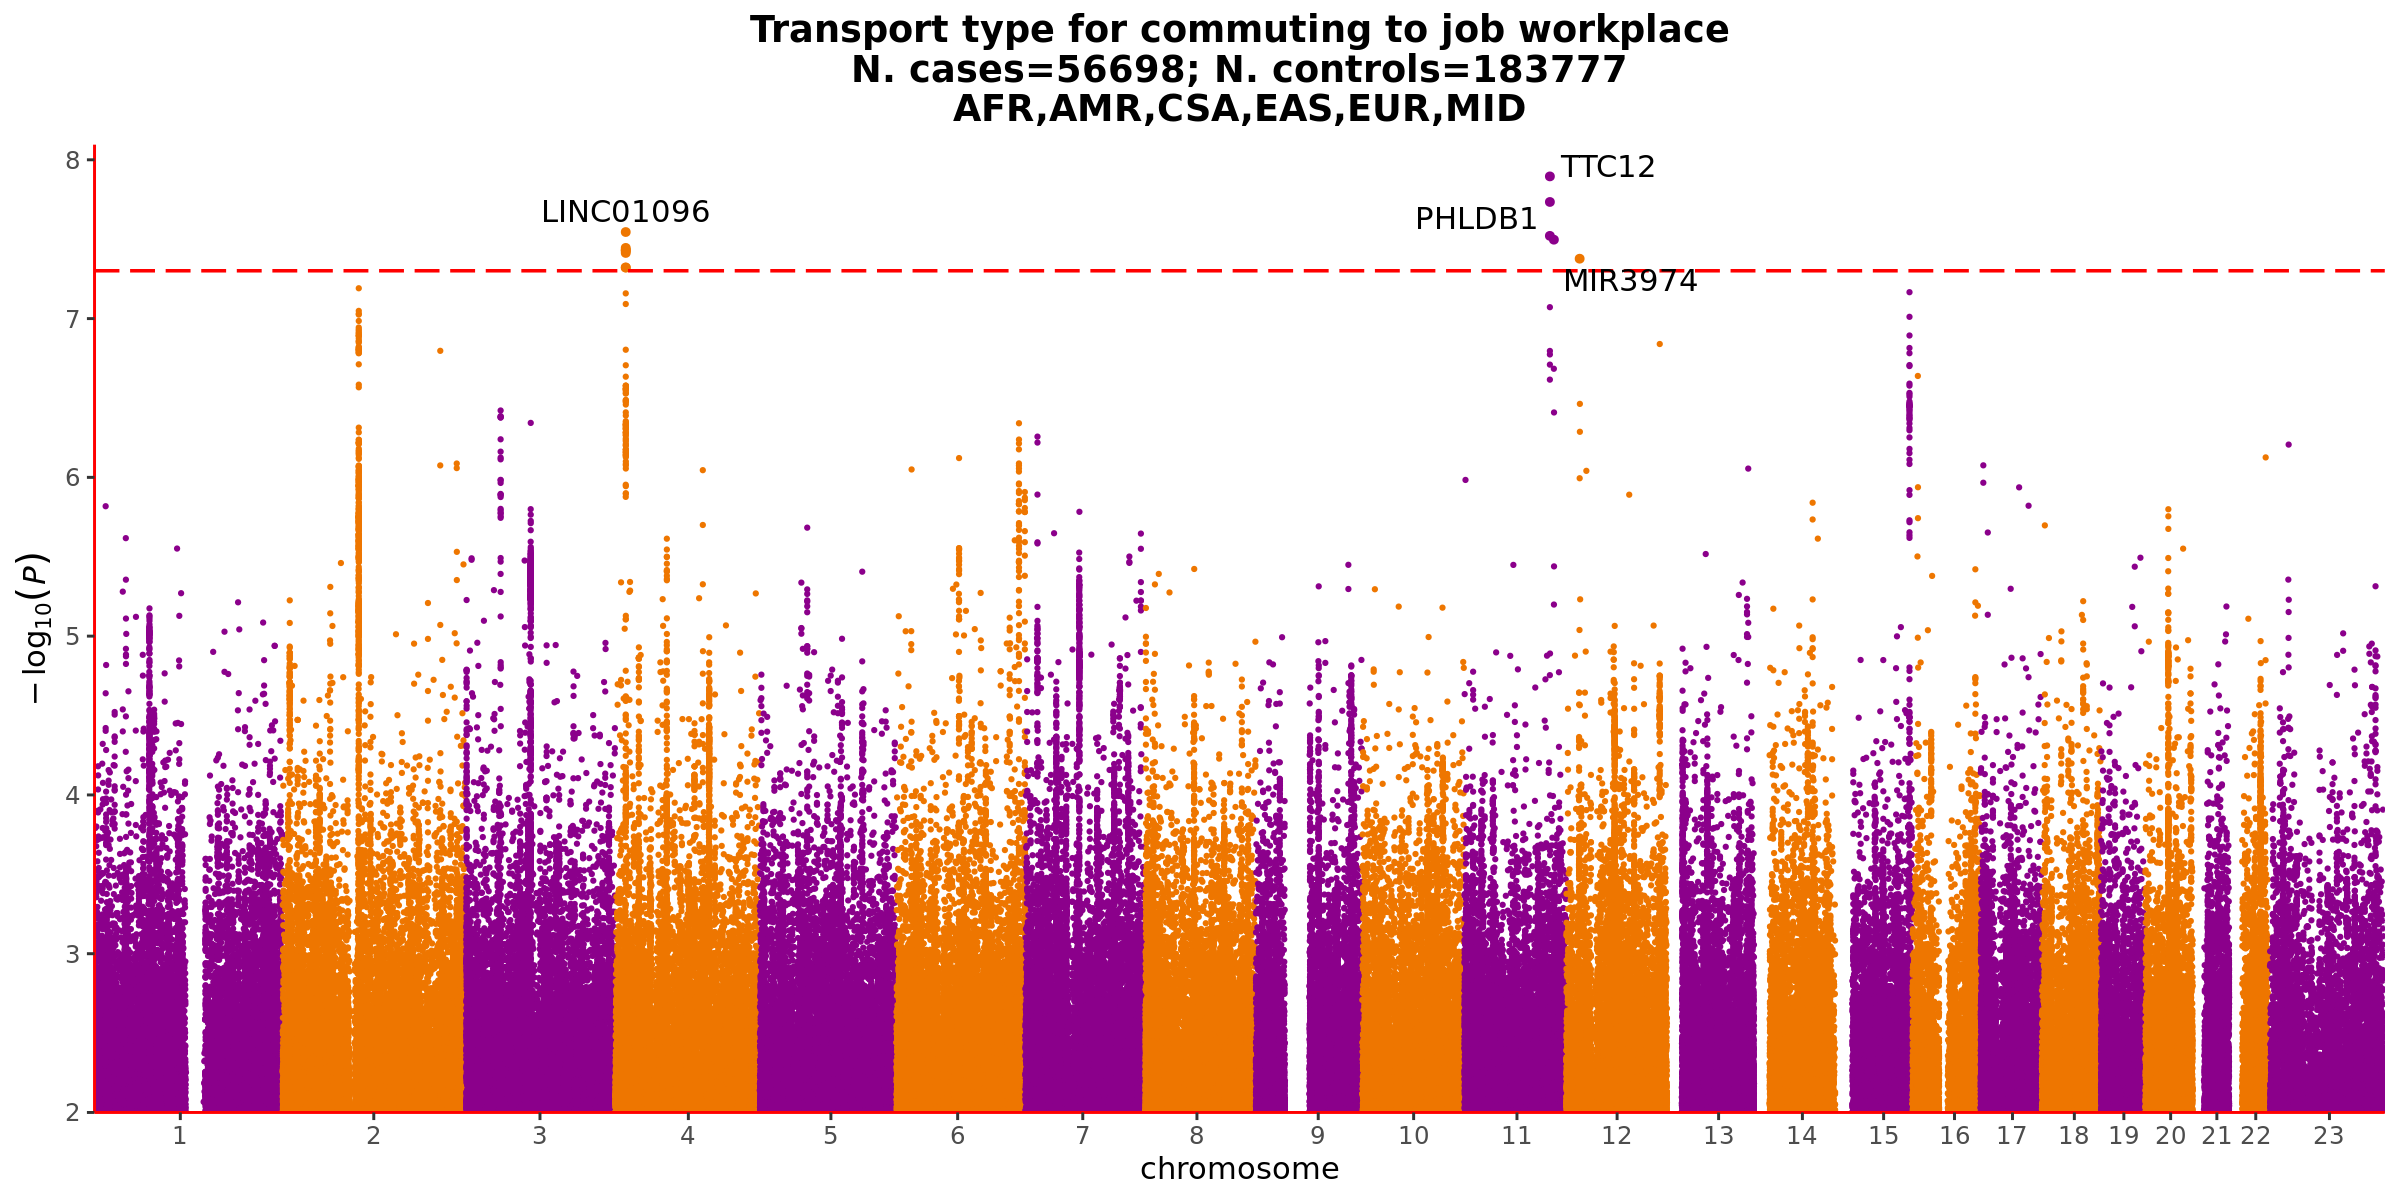 Transport type for commuting to job workplace
N. cases=56698; N. controls=183777
AFR,AMR,CSA,EAS,EUR,MID
8
7
6
5
4
3
2
−log10(P)
TTC12
LINC01096
PHLDB1
MIR3974
1 2 3 4 5 6 7 8 9 10 11 12 13 14 15 16 17 18 19 20 21 22 23
chromosome